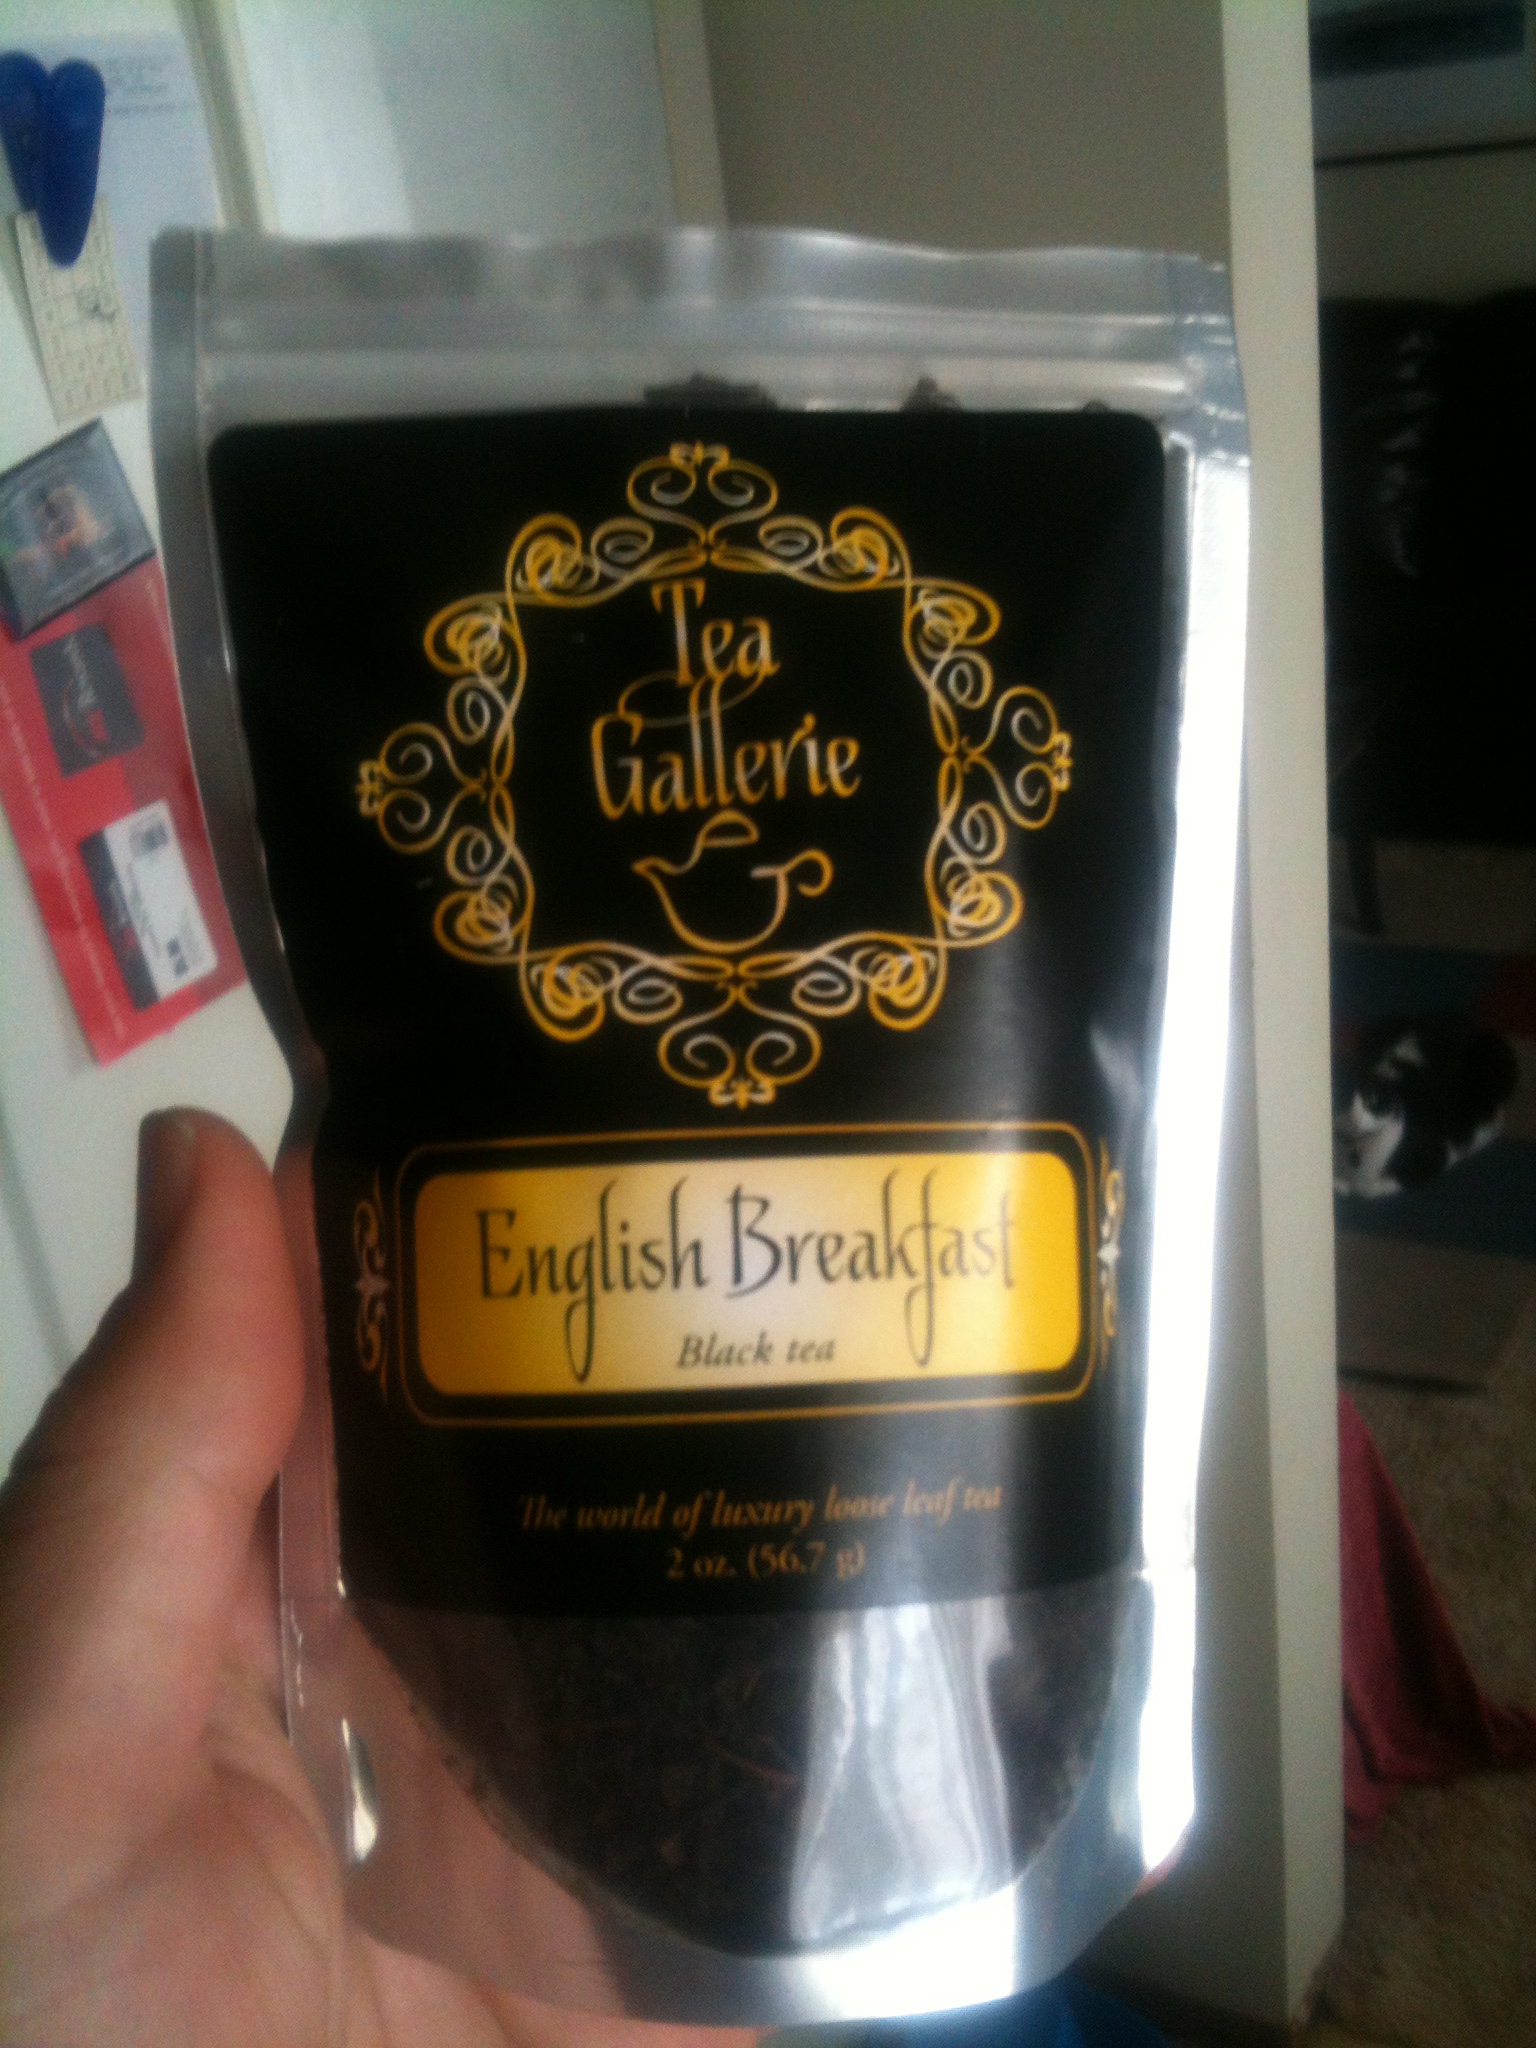 Tea
Gallerie
English Breakfast
Black tea
The world of luxury loose leaf tea
2 oz. (56.7 g)